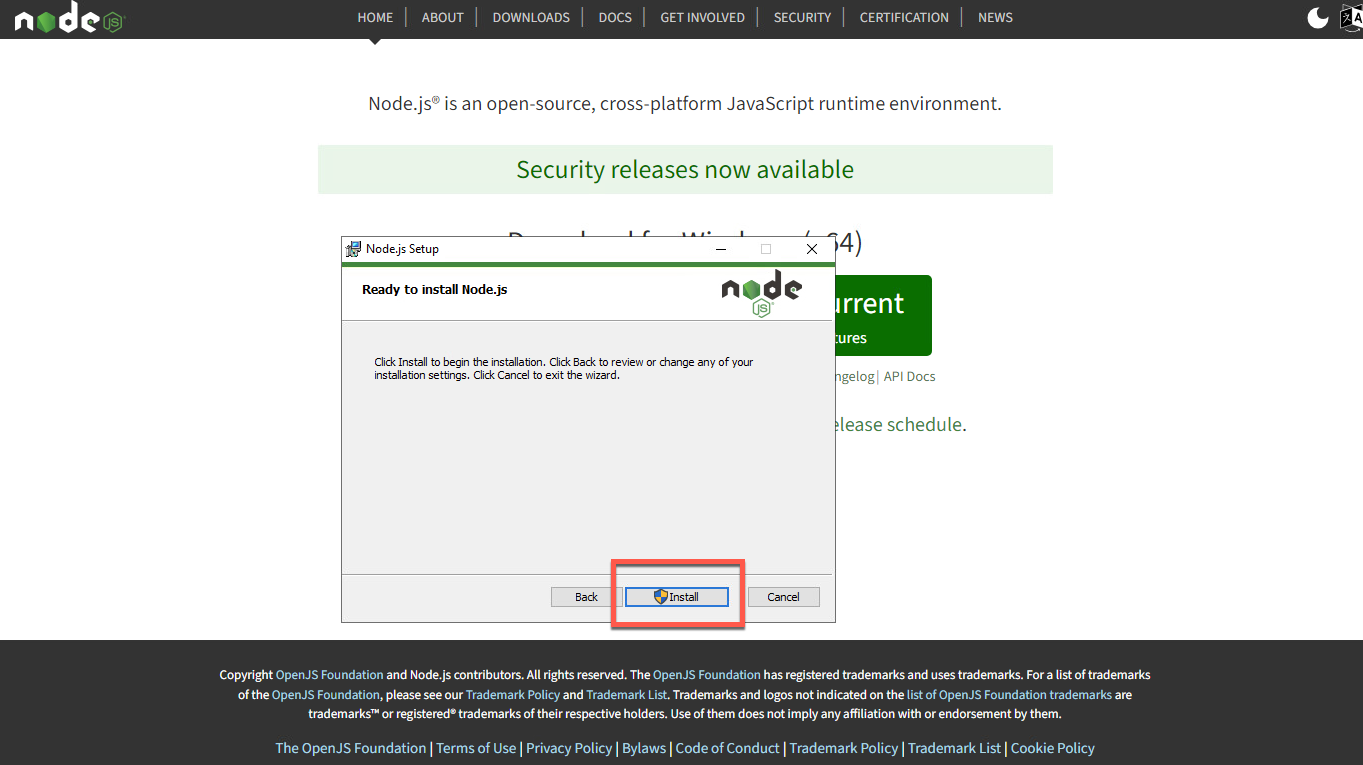 node JS
HOME | ABOUT | DOWNLOADS | DOCS | GET INVOLVED | SECURITY | CERTIFICATION | NEWS
Node.js® is an open-source, cross-platform JavaScript runtime environment.
Security releases now available
64)
Node.js Setup
Ready to install Node.js
node JS
Click Install to begin the installation. Click Back to review or change any of your
installation settings. Click Cancel to exit the wizard.
urrent
tures
ngelog | API Docs
elease schedule.
Back Install Cancel
Copyright OpenJS Foundation and Node.js contributors. All rights reserved. The OpenJS Foundation has registered trademarks and uses trademarks. For a list of trademarks
of the OpenJS Foundation, please see our Trademark Policy and Trademark List. Trademarks and logos not indicated on the list of OpenJS Foundation trademarks are
trademarks™ or registered® trademarks of their respective holders. Use of them does not imply any affiliation with or endorsement by them.
The OpenJS Foundation | Terms of Use | Privacy Policy | Bylaws | Code of Conduct | Trademark Policy | Trademark List | Cookie Policy